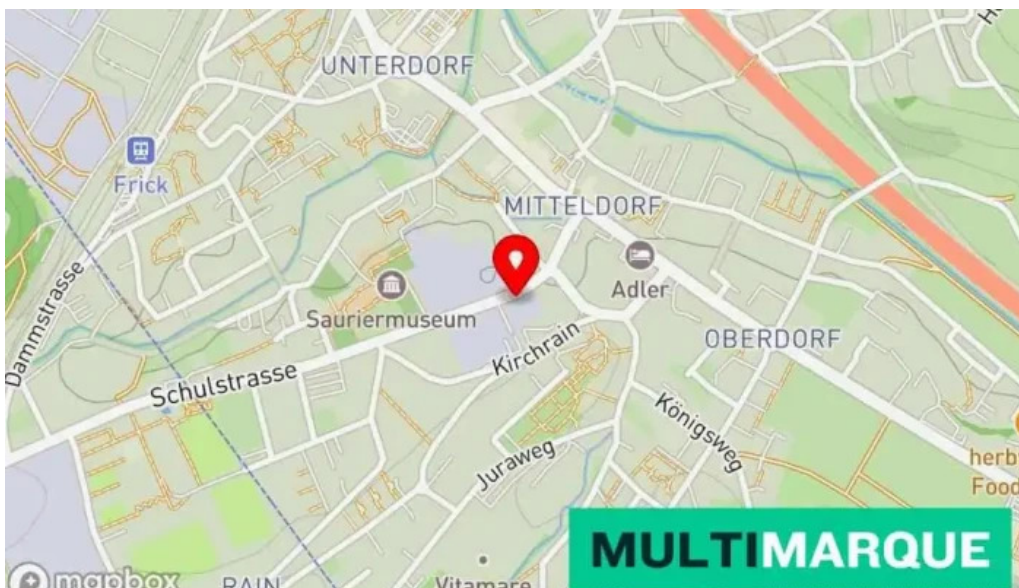 UNTERDORF
Frick
MITTELDORF
Adler
Sauriermuseum
Dammstrasse
OBERDORF
Kirchrain
Schulstrasse
Königsweg
Juraweg
herb
Food
MULTIMARQUE
mapbox
RAIN
Vitamare